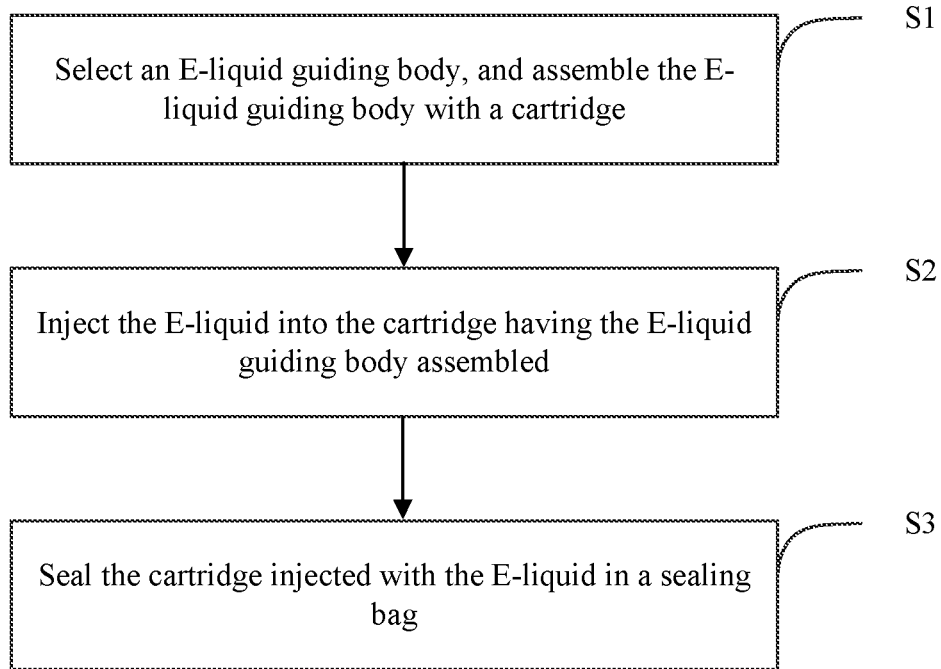 S1
Select an E-liquid guiding body, and assemble the E-
liquid guiding body with a cartridge
S2
Inject the E-liquid into the cartridge having the E-liquid
guiding body assembled
S3
Seal the cartridge injected with the E-liquid in a sealing
bag